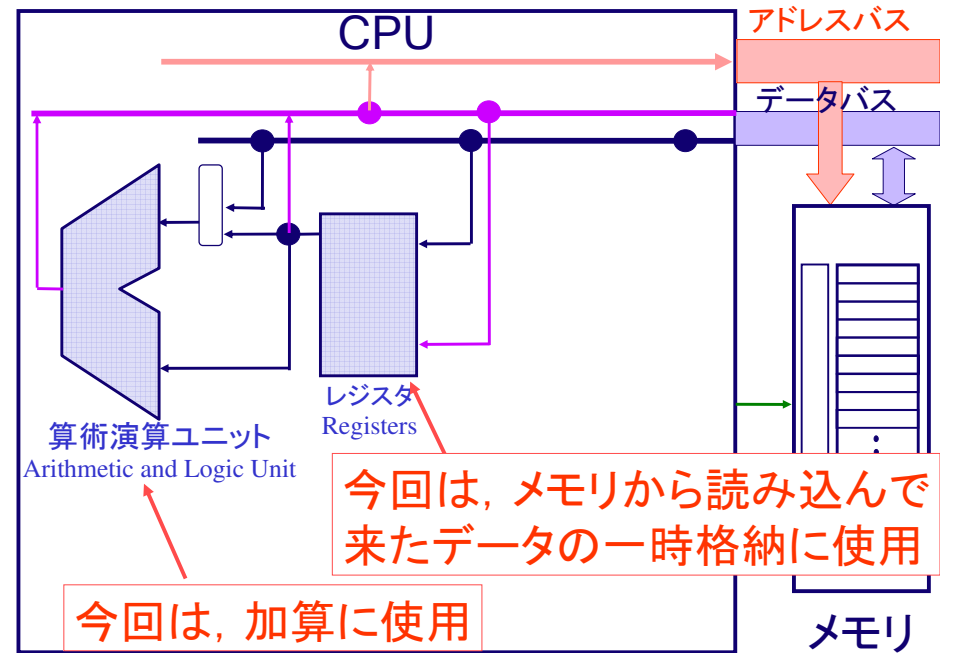 CPU
アドレスバス
データバス
レジスタ
Registers
算術演算ユニット
Arithmetic and Logic Unit
今回は，メモリから読み込んで
来たデータの一時格納に使用
今回は，加算に使用
メモリ